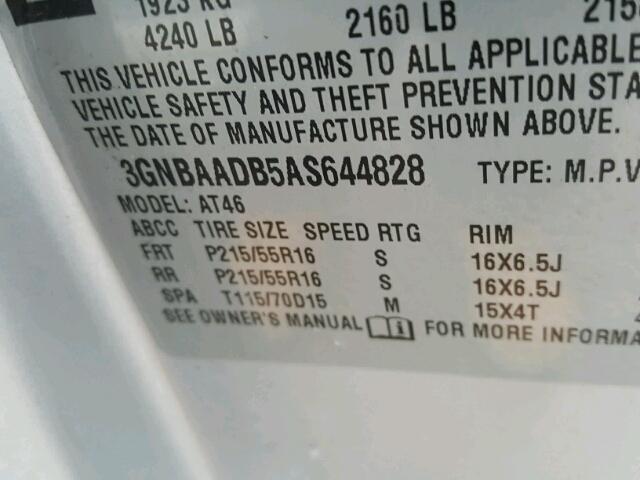 1923 KG
4240 LB 2160 LB
THIS VEHICLE CONFORMS TO ALL APPLICABLE
VEHICLE SAFETY AND THEFT PREVENTION STA
THE DATE OF MANUFACTURE SHOWN ABOVE.
3GNBAADB5AS644828 TYPE: M.P.V
MODEL: AT46
ABCC TIRE SIZE SPEED RTG RIM
FRT P215/55R16 S 16X6.5J
RR P215/55R16 S 16X6.5J
SPA T115/70D15 M 15X4T
SEE OWNER'S MANUAL FOR MORE INFORMA